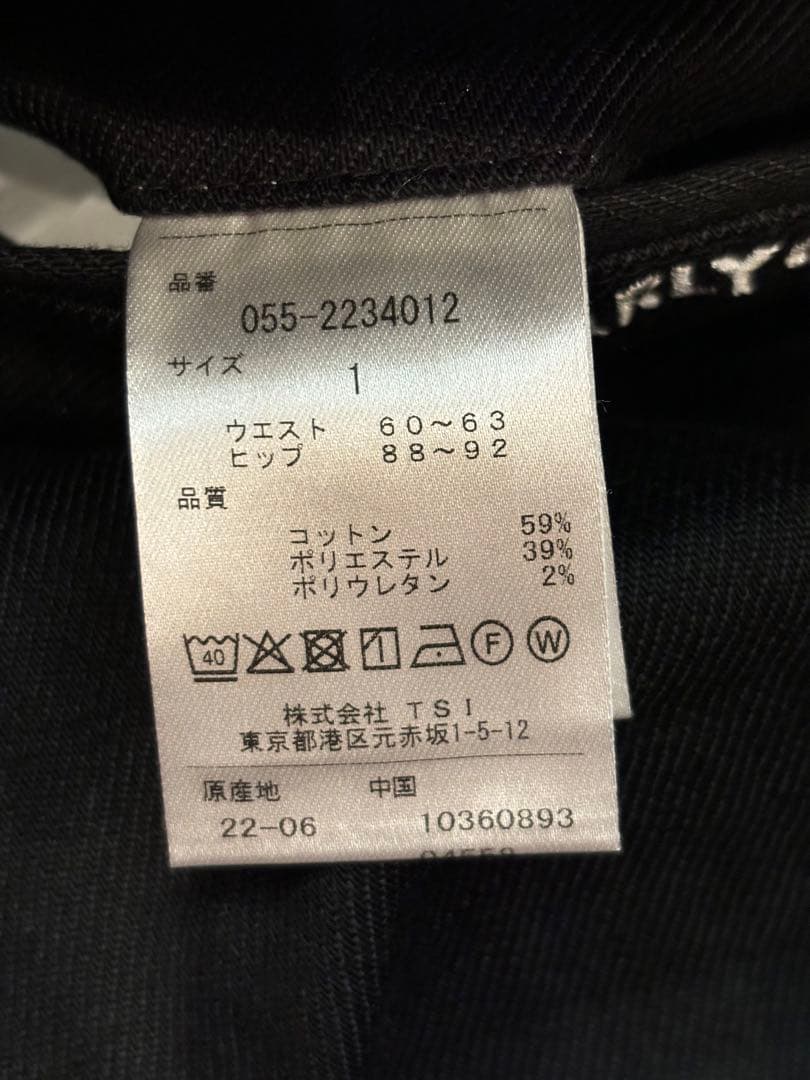 品番
055-2234012
サイズ
1
ウエスト 60~63
ヒップ 88~92
品質
コットン 59%
ポリエステル 39%
ポリウレタン 2%
40 F W
株式会社 TSI
東京都港区元赤坂1-5-12
原産地 中国
22-06 10360893
RLY